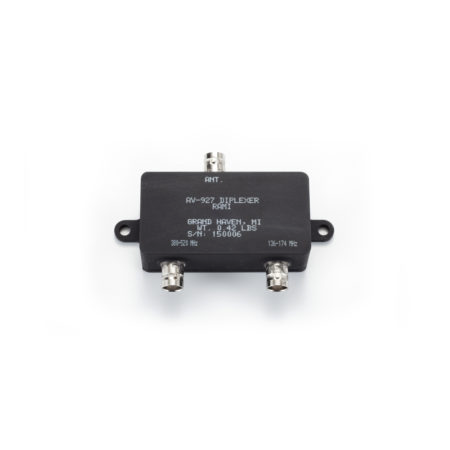 ANT.
AV-927 DIPLEXER
RAMI
GRAND HAVEN, MI
WT. 0.42 LBS
S/N: 150006
380-520 MHz
136-174 MHz